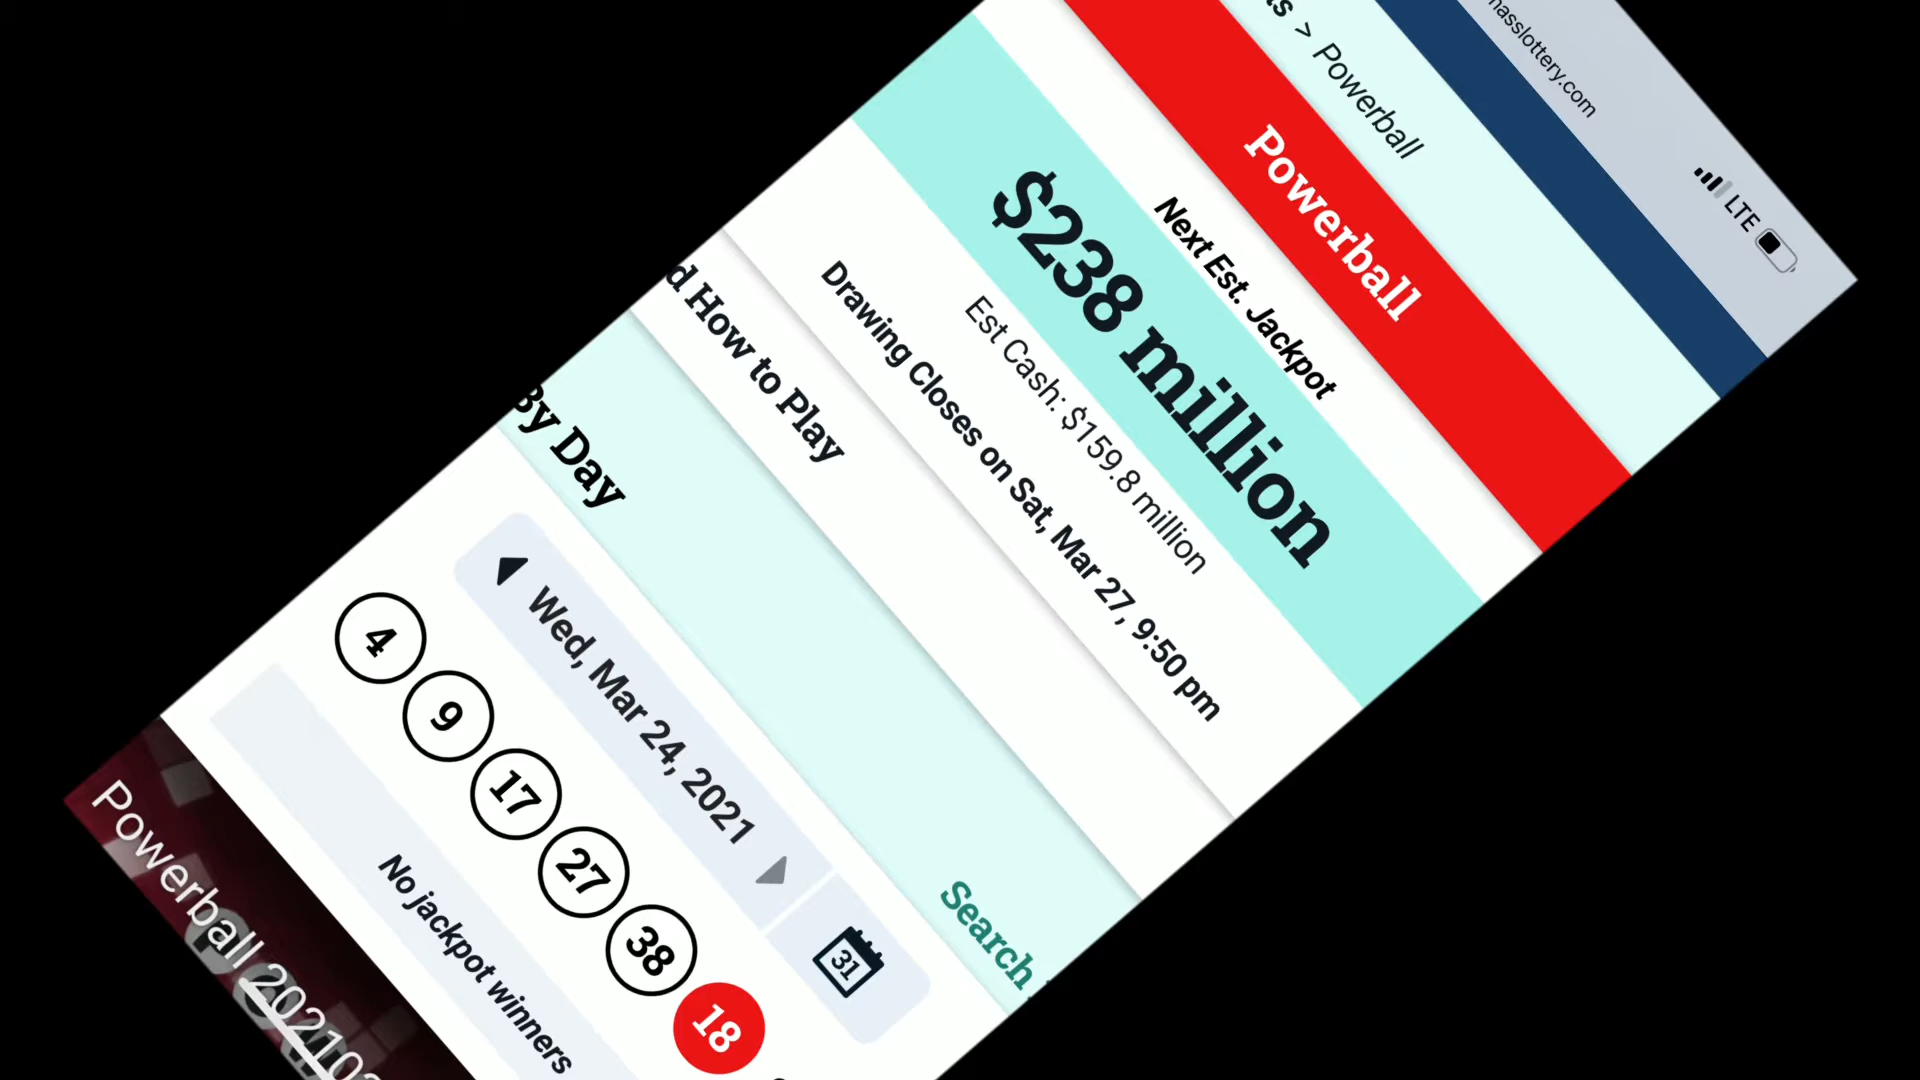 masslottery.com
LTE
ts > Powerball
Powerball
Next Est. Jackpot
$238 million
Est Cash: $159.8 million
Drawing Closes on Sat, Mar 27, 9:50 pm
d How to Play
By Day
Search
Wed, Mar 24, 2021
31
4 9 17 27 38 18
No jackpot winners
Powerball 202103